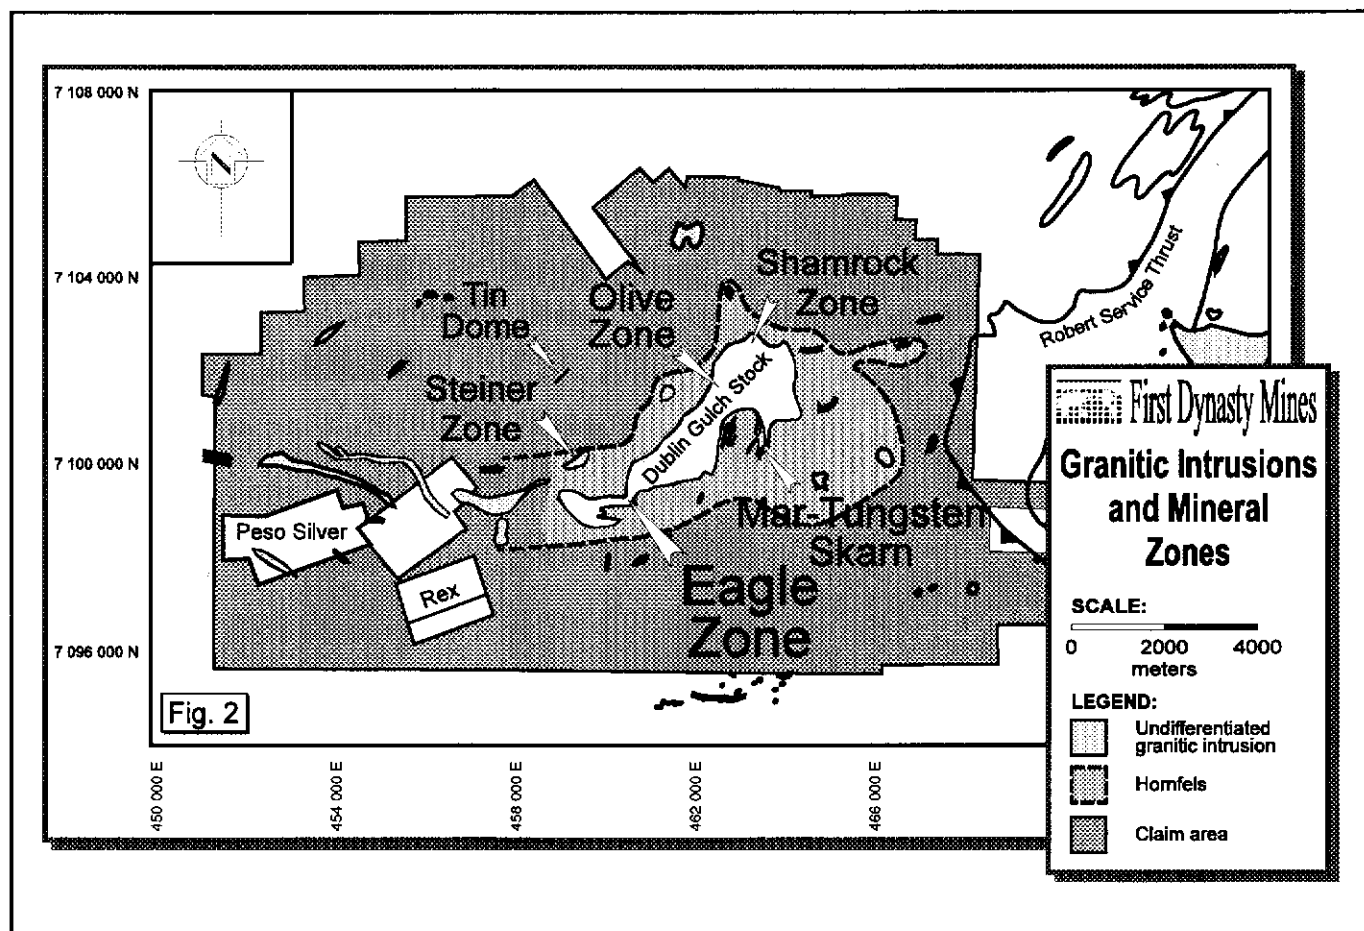 7 108 000 N
7 104 000 N
7 100 000 N
7 096 000 N
Shamrock
Zone
Olive
Zone
Tin
Dome
Steiner
Zone
Dublin Gulch Stock
Robert Service Thrust
Mar-Tungsten
Skarn
Eagle
Zone
Peso Silver
Rex
Fig. 2
450 000 E
454 000 E
458 000 E
462 000 E
466 000 E
First Dynasty Mines
Granitic Intrusions
and Mineral
Zones
SCALE:
0 2000 4000
meters
LEGEND:
Undifferentiated
granitic intrusion
Hornfels
Claim area